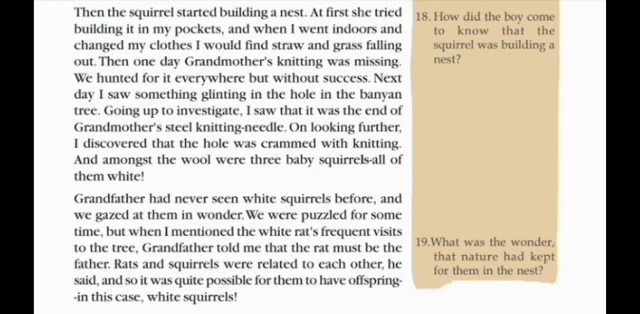 Then the squirrel started building a nest. At first she tried
building it in my pockets, and when I went indoors and
changed my clothes I would find straw and grass falling
out. Then one day Grandmother's knitting was missing.
We hunted for it everywhere but without success. Next
day I saw something glinting in the hole in the banyan
tree. Going up to investigate, I saw that it was the end of
Grandmother's steel knitting-needle. On looking further,
I discovered that the hole was crammed with knitting.
And amongst the wool were three baby squirrels-all of
them white!
Grandfather had never seen white squirrels before, and
we gazed at them in wonder. We were puzzled for some
time, but when I mentioned the white rat's frequent visits
to the tree, Grandfather told me that the rat must be the
father. Rats and squirrels were related to each other, he
said, and so it was quite possible for them to have offspring-
-in this case, white squirrels!
18. How did the boy come
to know that the
squirrel was building a
nest?
19.What was the wonder,
that nature had kept
for them in the nest?